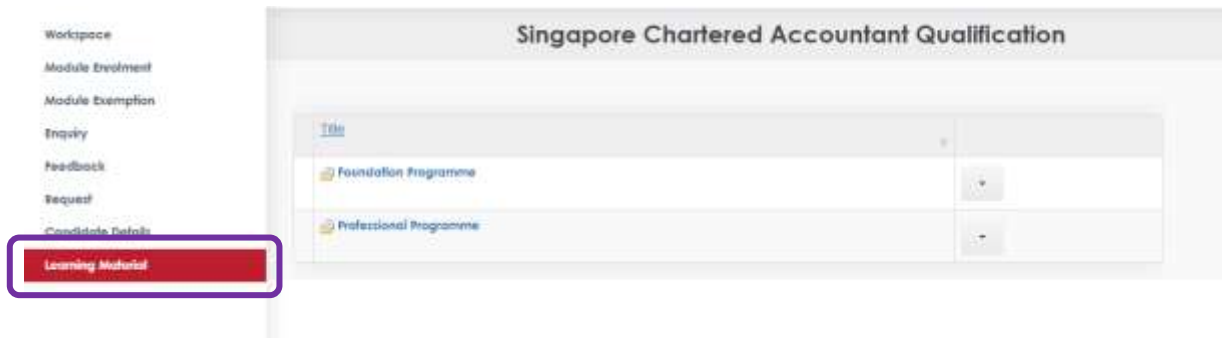 Singapore Chartered Accountant Qualification
Workspace
Module Enrolment
Module Exemption
Enquiry
Feedback
Request
Candidate Details
Learning Material
Title
Foundation Programme
Professional Programme